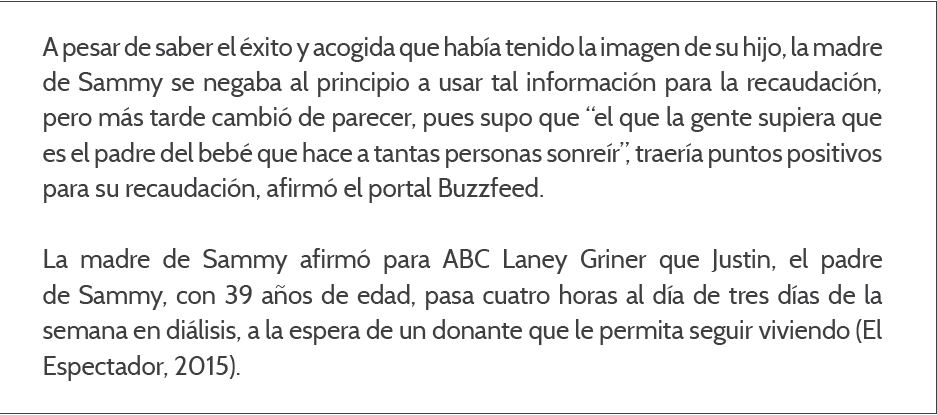 A pesar de saber el éxito y acogida que había tenido la imagen de su hijo, la madre
de Sammy se negaba al principio a usar tal información para la recaudación,
pero más tarde cambió de parecer, pues supo que “el que la gente supiera que
es el padre del bebé que hace a tantas personas sonreír”, traería puntos positivos
para su recaudación, afirmó el portal Buzzfeed.
La madre de Sammy afirmó para ABC Laney Griner que Justin, el padre
de Sammy, con 39 años de edad, pasa cuatro horas al día de tres días de la
semana en diálisis, a la espera de un donante que le permita seguir viviendo (El
Espectador, 2015).